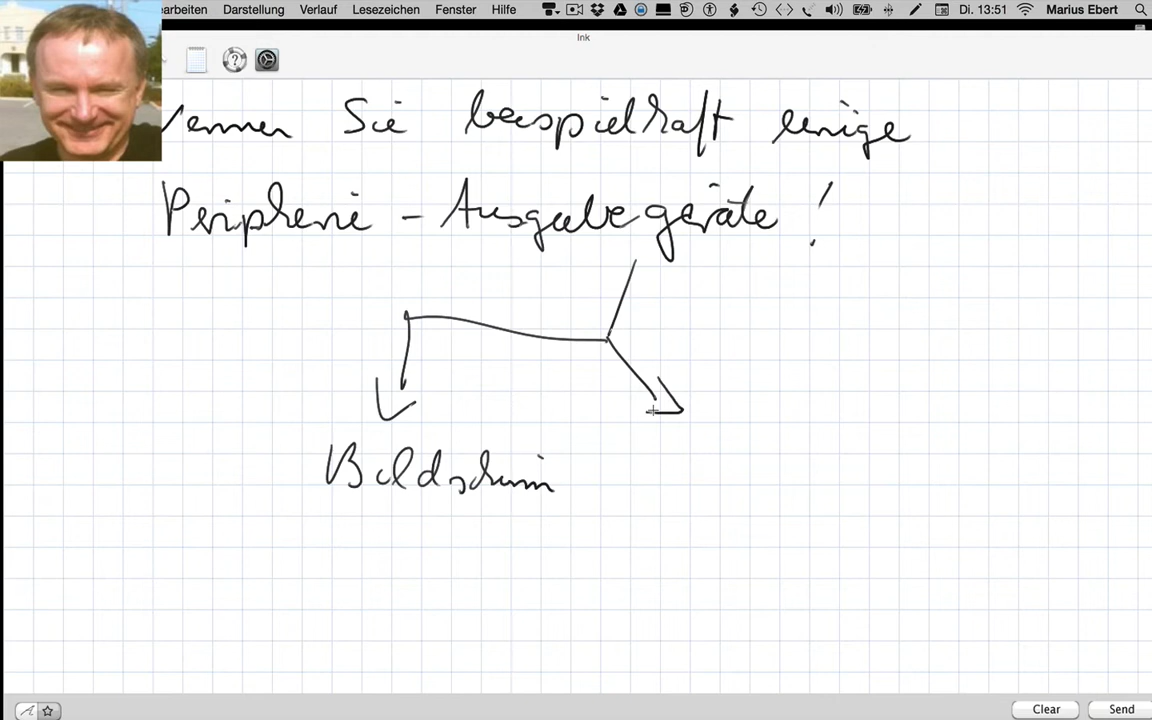 arbeiten Darstellung Verlauf Lesezeichen Fenster Hilfe Di. 13:51 Marius Ebert
Ink
Nennen Sie beispielhaft einige
Peripherie - Ausgabegeräte !
Bildschirm
Clear Send